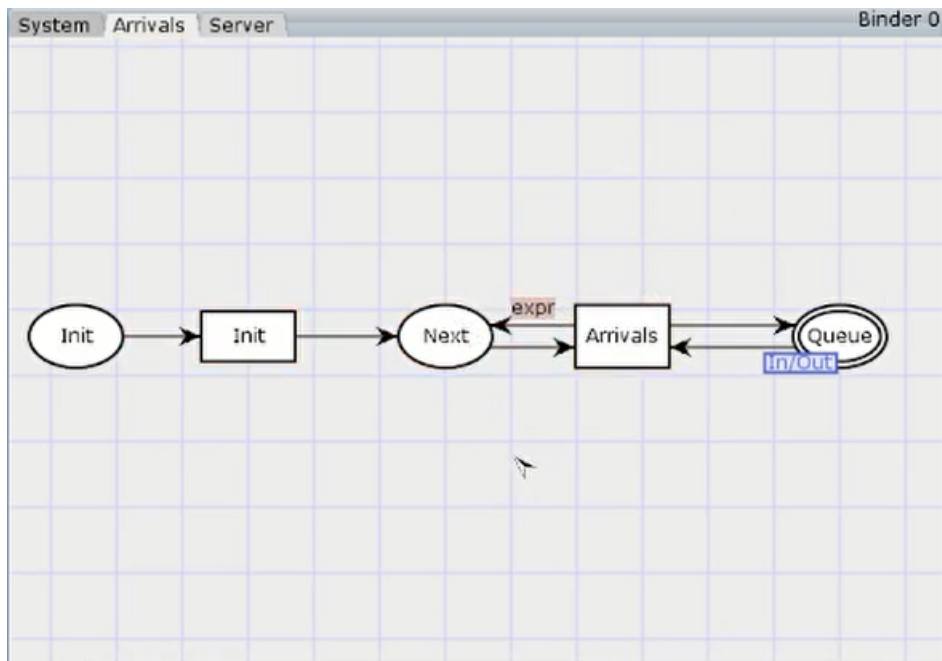 System Arrivals Server Binder 0
expr
Init Init Next Arrivals Queue
In/Out